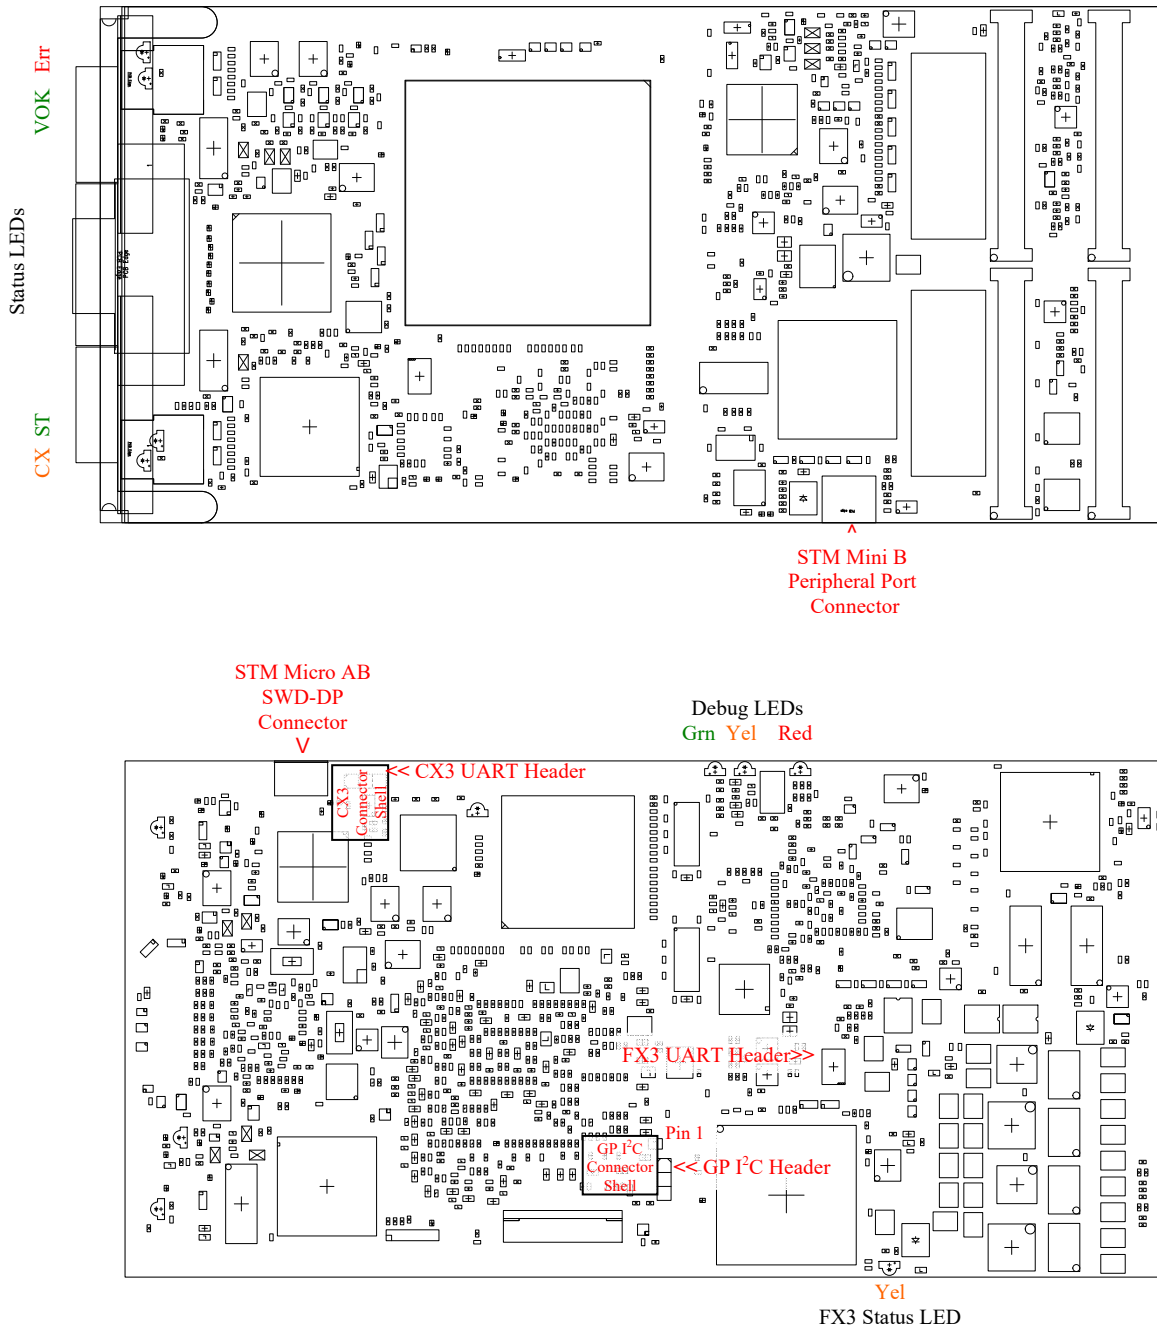 Err
VOK
Status LEDs
ST
CX
STM Mini B
Peripheral Port
Connector
STM Micro AB
SWD-DP
Connector
V
Debug LEDs
Grn Yel Red
<< CX3 UART Header
CX3
Connector
Shell
FX3 UART Header>>
Pin 1
GP I²C
Connector
Shell
<< GP I²C Header
Yel
FX3 Status LED